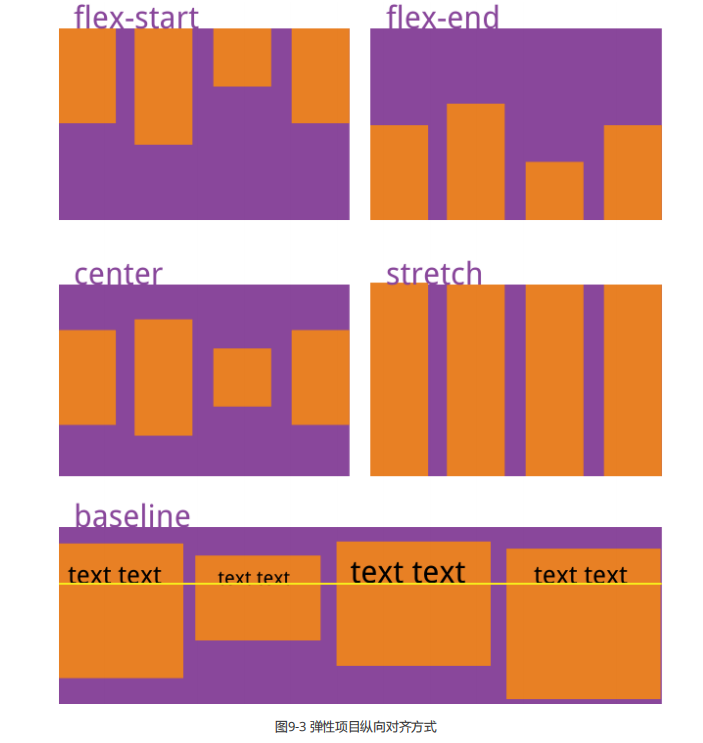 flex-start
flex-end
center
stretch
baseline
text text
text text
text text
text text
图9-3 弹性项目纵向对齐方式